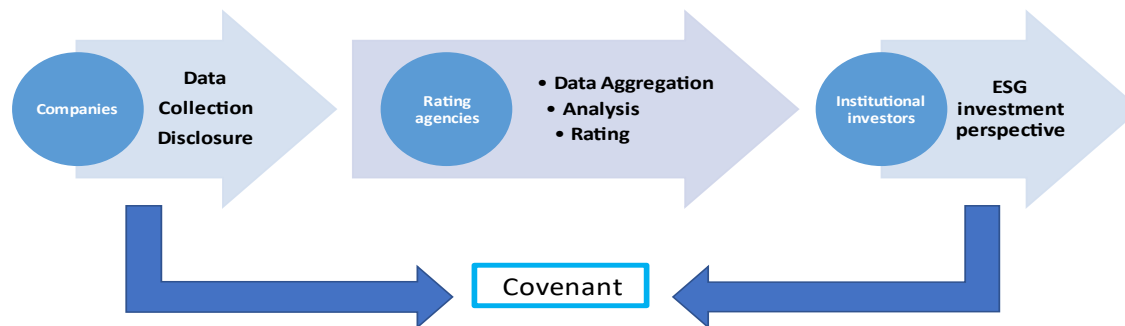 Companies
Data
Collection
Disclosure
Rating
agencies
• Data Aggregation
• Analysis
• Rating
Institutional
investors
ESG
investment
perspective
Covenant